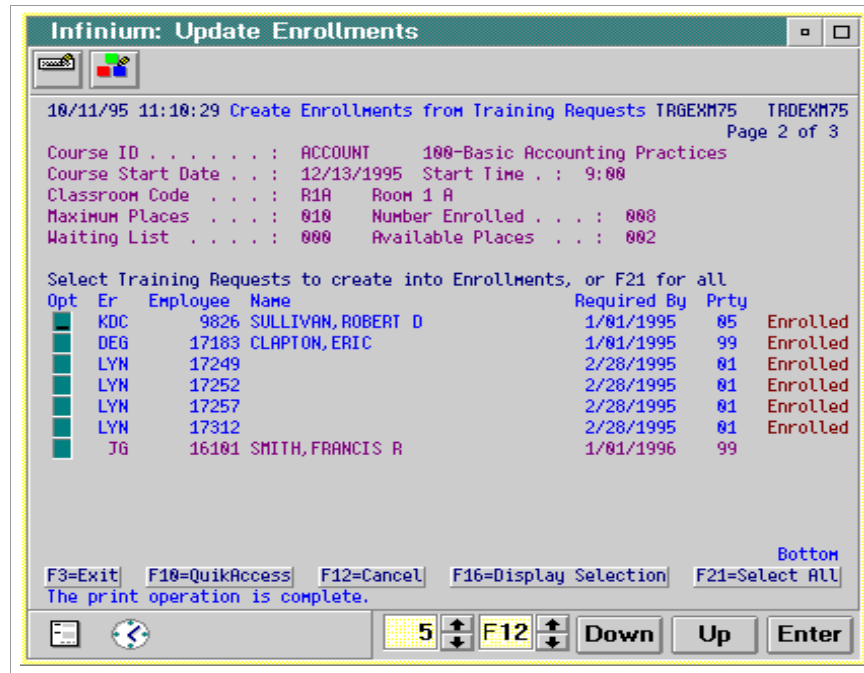 Infinium: Update Enrollments
10/11/95 11:10:29 Create Enrollments from Training Requests TRGEXM75 TRDEXM75
Page 2 of 3
Course ID . . . . . . : ACCOUNT 100-Basic Accounting Practices
Course Start Date . . : 12/13/1995 Start Time . : 9:00
Classroom Code . . . : R1A Room 1 A
Maximum Places . . . : 010 Number Enrolled . . . : 008
Waiting List . . . . : 000 Available Places . . : 002
Select Training Requests to create into Enrollments, or F21 for all
Opt Er Employee Name Required By Prty
KDC 9826 SULLIVAN,ROBERT D 1/01/1995 05 Enrolled
DEG 17183 CLAPTON,ERIC 1/01/1995 99 Enrolled
LYN 17249 2/28/1995 01 Enrolled
LYN 17252 2/28/1995 01 Enrolled
LYN 17257 2/28/1995 01 Enrolled
LYN 17312 2/28/1995 01 Enrolled
JG 16101 SMITH,FRANCIS R 1/01/1996 99
Bottom
F3=Exit F10=QuikAccess F12=Cancel F16=Display Selection F21=Select All
The print operation is complete.
5 F12 Down Up Enter